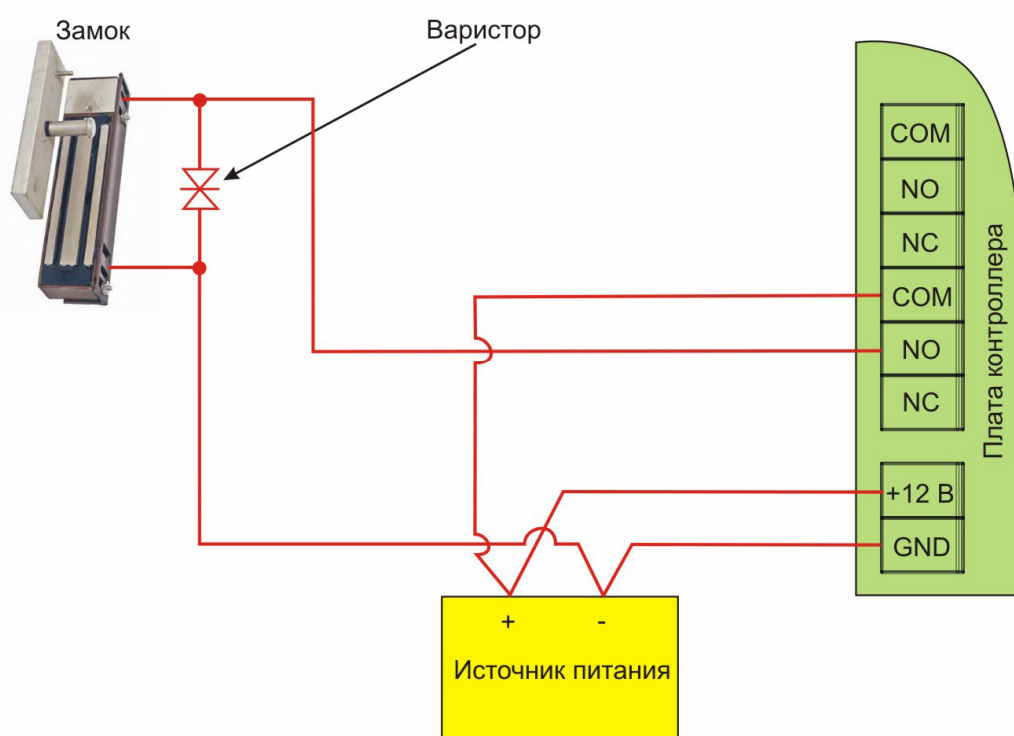 Замок
Варистор
COM
NO
NC
COM
NO
NC
+12 В
GND
Плата контроллера
+ -
Источник питания